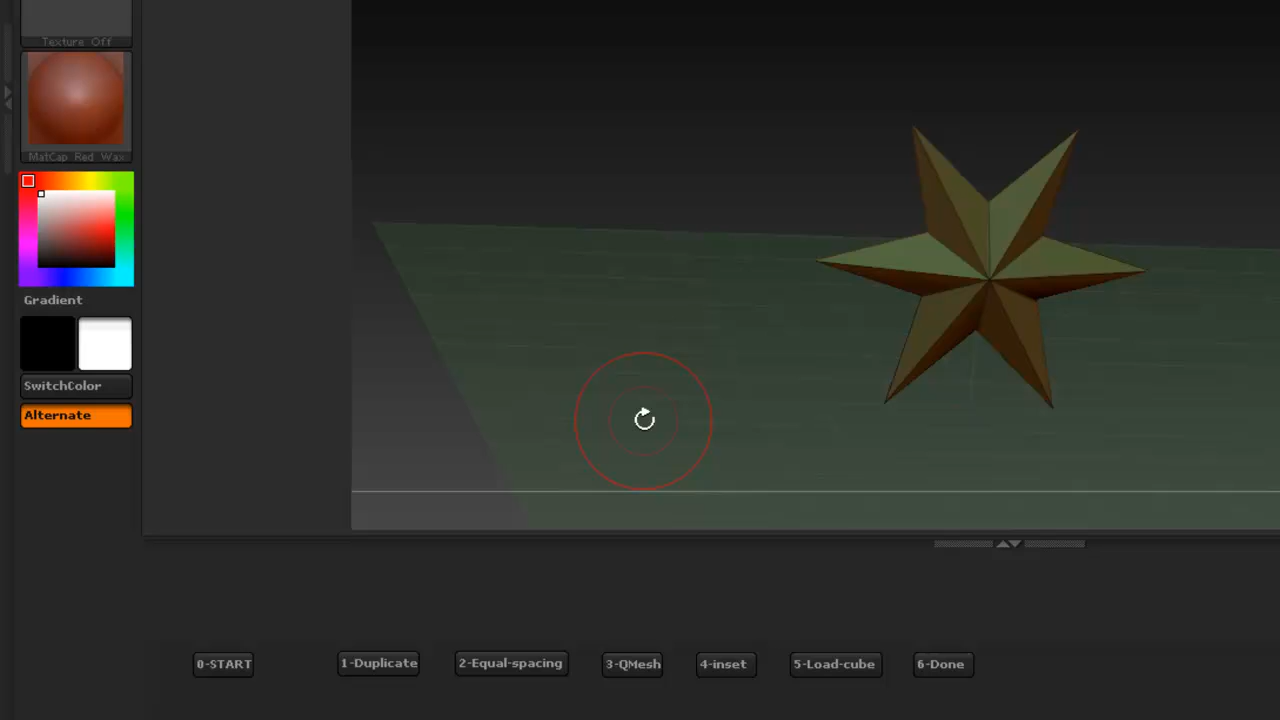 Texture Off
MatCap Red Wax
Gradient
SwitchColor
Alternate
0-START 1-Duplicate 2-Equal-spacing 3-QMesh 4-inset 5-Load-cube 6-Done